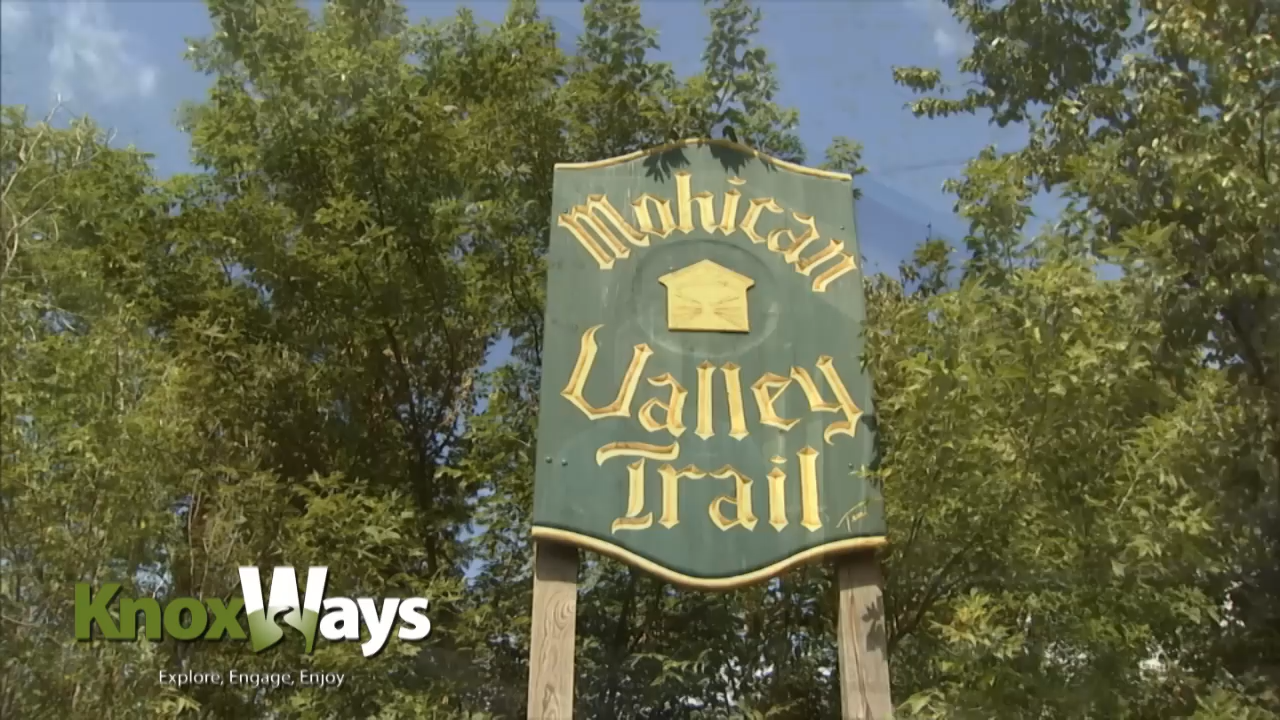 Mohican
Valley
Trail
KnoxWays
Explore, Engage, Enjoy